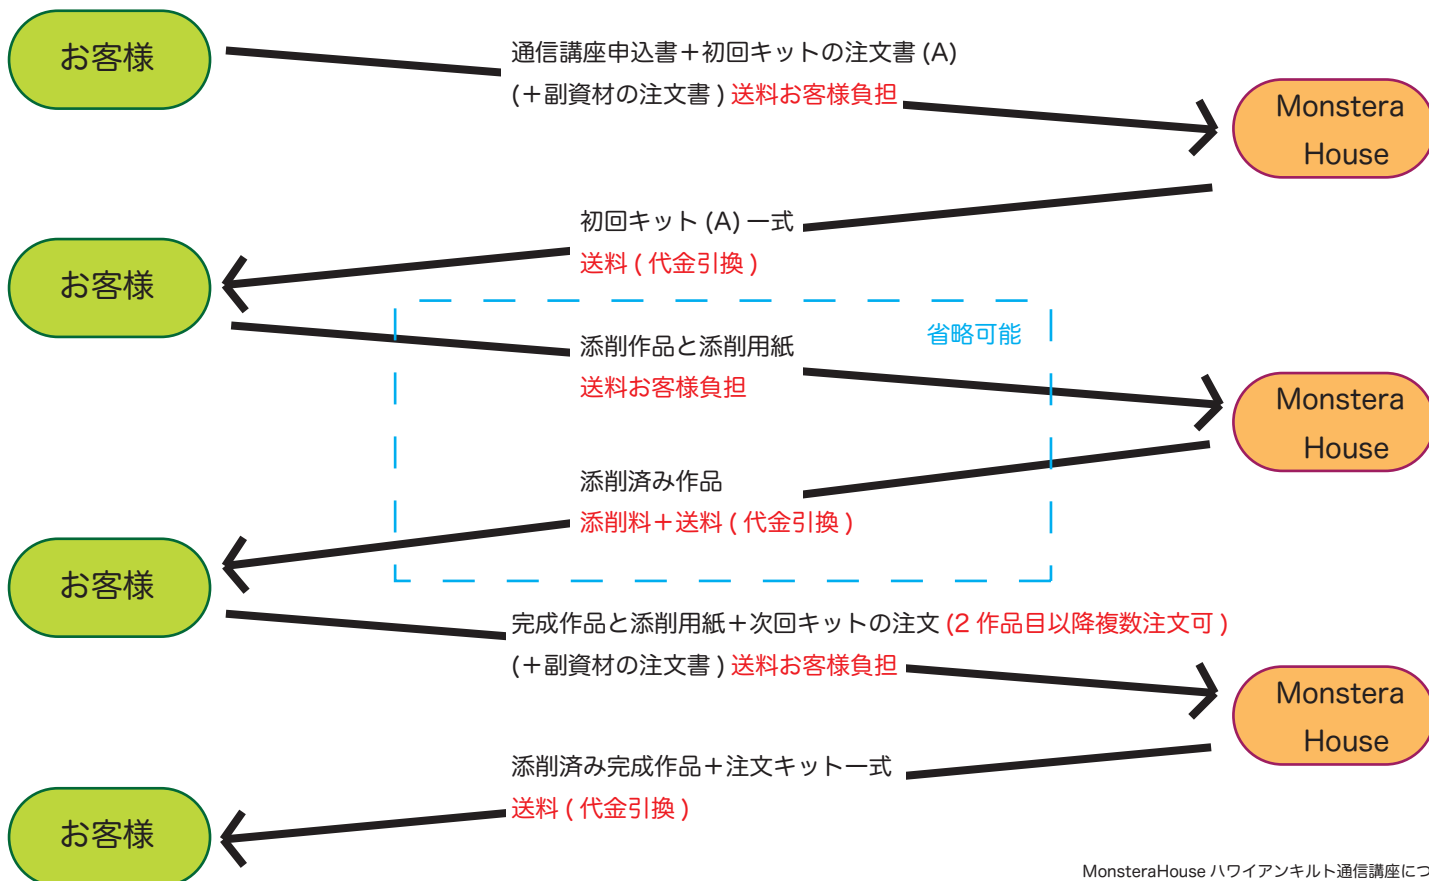 お客様
通信講座申込書+初回キットの注文書 (A)
(+副資材の注文書 ) 送料お客様負担
Monstera
House
初回キット (A) 一式
送料 ( 代金引換 )
お客様
省略可能
添削作品と添削用紙
送料お客様負担
Monstera
House
添削済み作品
添削料+送料 ( 代金引換 )
お客様
完成作品と添削用紙+次回キットの注文 (2 作品目以降複数注文可 )
(+副資材の注文書 ) 送料お客様負担
Monstera
House
添削済み完成作品+注文キット一式
送料 ( 代金引換 )
お客様
MonsteraHouse ハワイアンキルト通信講座につ